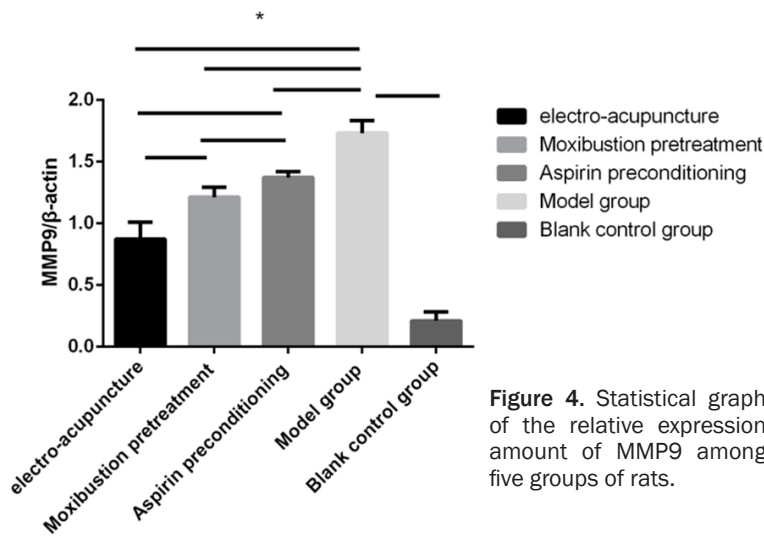 *
2.0
1.5
1.0
0.5
0.0
MMP9/β-actin
electro-acupuncture
Moxibustion pretreatment
Aspirin preconditioning
Model group
Blank control group
electro-acupuncture
Moxibustion pretreatment
Aspirin preconditioning
Model group
Blank control group
Figure 4. Statistical graph
of the relative expression
amount of MMP9 among
five groups of rats.